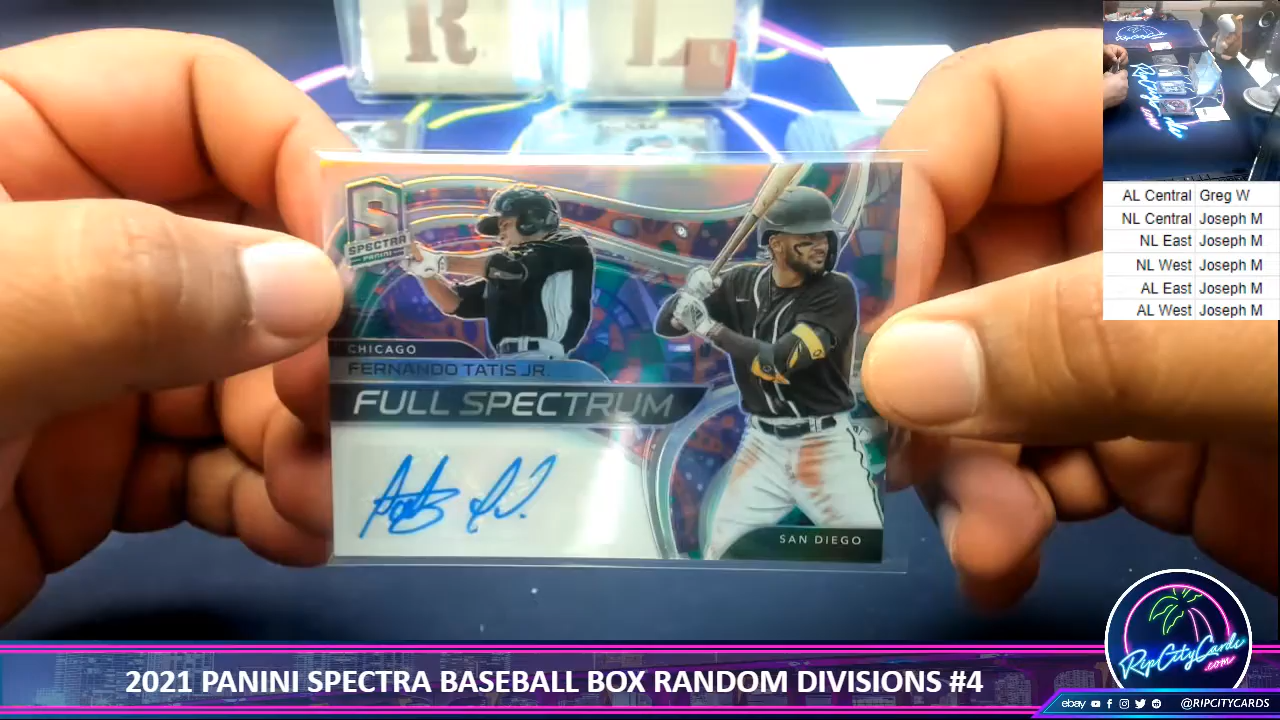 R L
S
SPECTRA
PANINI
CHICAGO
FERNANDO TATIS JR.
FULL SPECTRUM
SAN DIEGO
AL Central Greg W
NL Central Joseph M
NL East Joseph M
NL West Joseph M
AL East Joseph M
AL West Joseph M
2021 PANINI SPECTRA BASEBALL BOX RANDOM DIVISIONS #4
RipCityCards
.com
ebay @RIPCITYCARDS